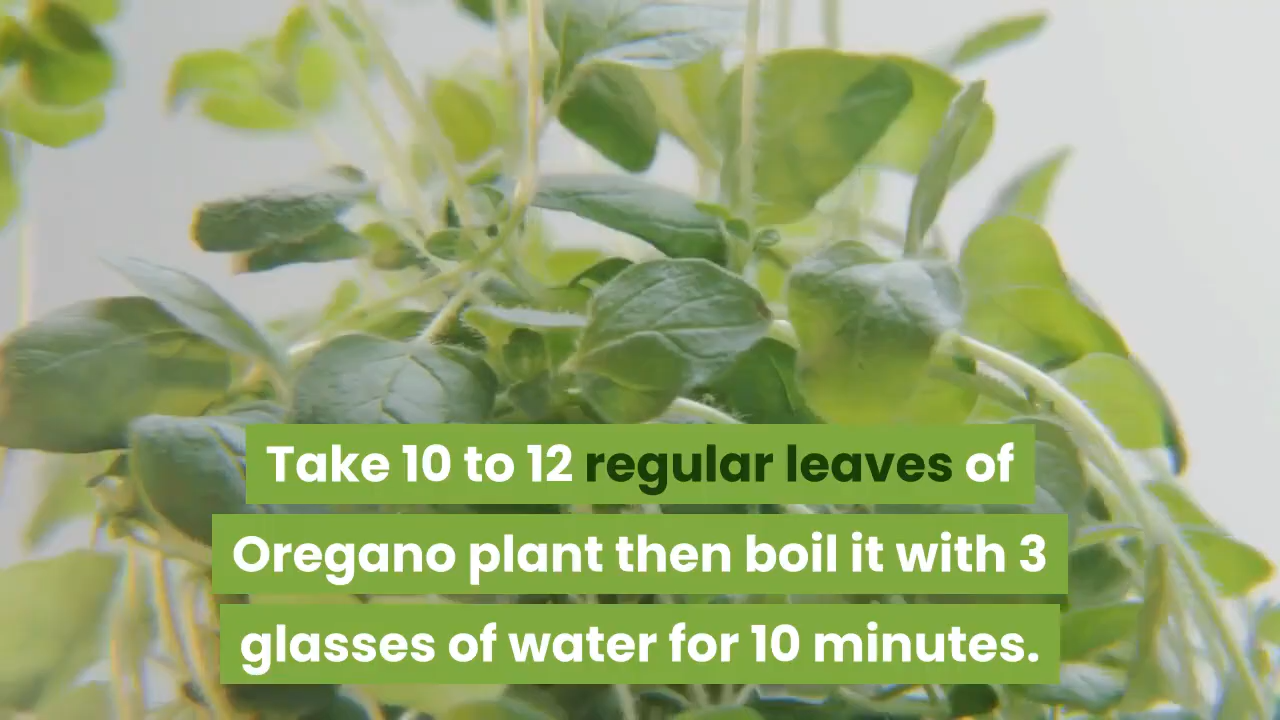 Take 10 to 12 regular leaves of
Oregano plant then boil it with 3
glasses of water for 10 minutes.